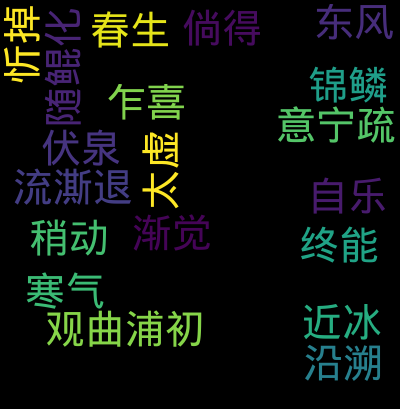 忻掉
随鲲化
春生
倘得
东风
锦鳞
乍喜
意宁疏
伏泉
太虚
流澌退
自乐
稍动
渐觉
终能
寒气
观曲浦初
近冰
沿溯